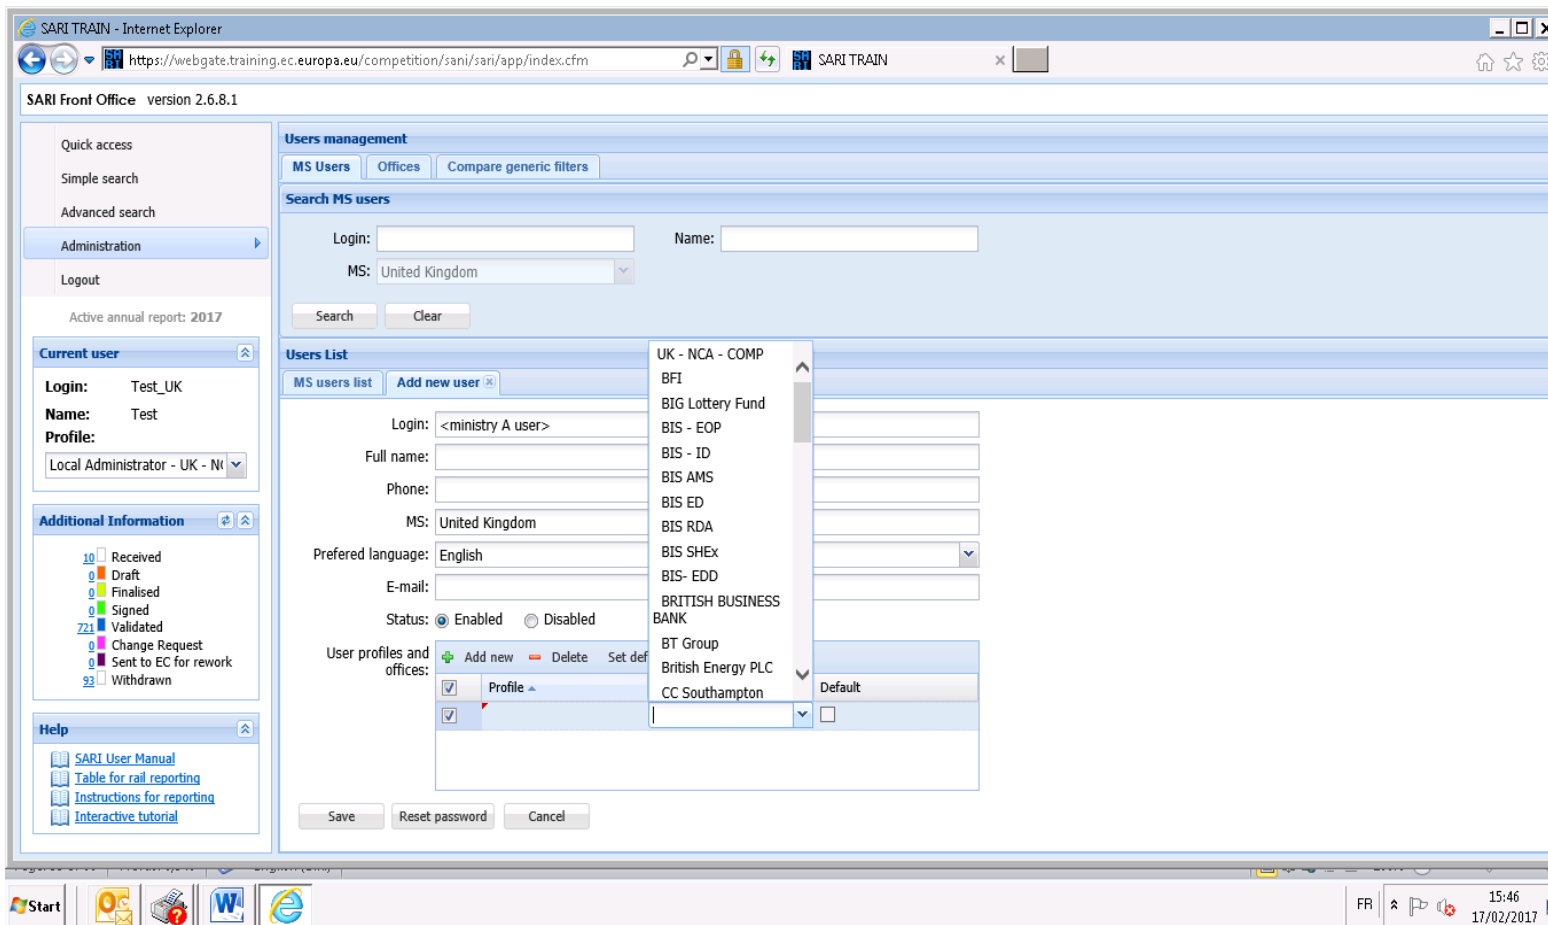 SARI TRAIN - Internet Explorer
https://webgate.training.ec.europa.eu/competition/sani/sari/app/index.cfm
SARI TRAIN
SARI Front Office version 2.6.8.1
Quick access
Simple search
Advanced search
Administration
Logout
Active annual report: 2017
Current user
Login: Test_UK
Name: Test
Profile:
Local Administrator - UK - N
Additional Information
10 Received
0 Draft
0 Finalised
0 Signed
721 Validated
0 Change Request
0 Sent to EC for rework
93 Withdrawn
Help
SARI User Manual
Table for rail reporting
Instructions for reporting
Interactive tutorial
Users management
MS Users Offices Compare generic filters
Search MS users
Login: Name:
MS: United Kingdom
Search Clear
Users List
MS users list Add new user
Login: <ministry A user>
Full name:
Phone:
MS: United Kingdom
Prefered language: English
E-mail:
Status: Enabled Disabled
User profiles and
offices:
Add new Delete Set def
Profile Default
UK - NCA - COMP
BFI
BIG Lottery Fund
BIS - EOP
BIS - ID
BIS AMS
BIS ED
BIS RDA
BIS SHEx
BIS- EDD
BRITISH BUSINESS
BANK
BT Group
British Energy PLC
CC Southampton
Save Reset password Cancel
Start
FR
15:46
17/02/2017